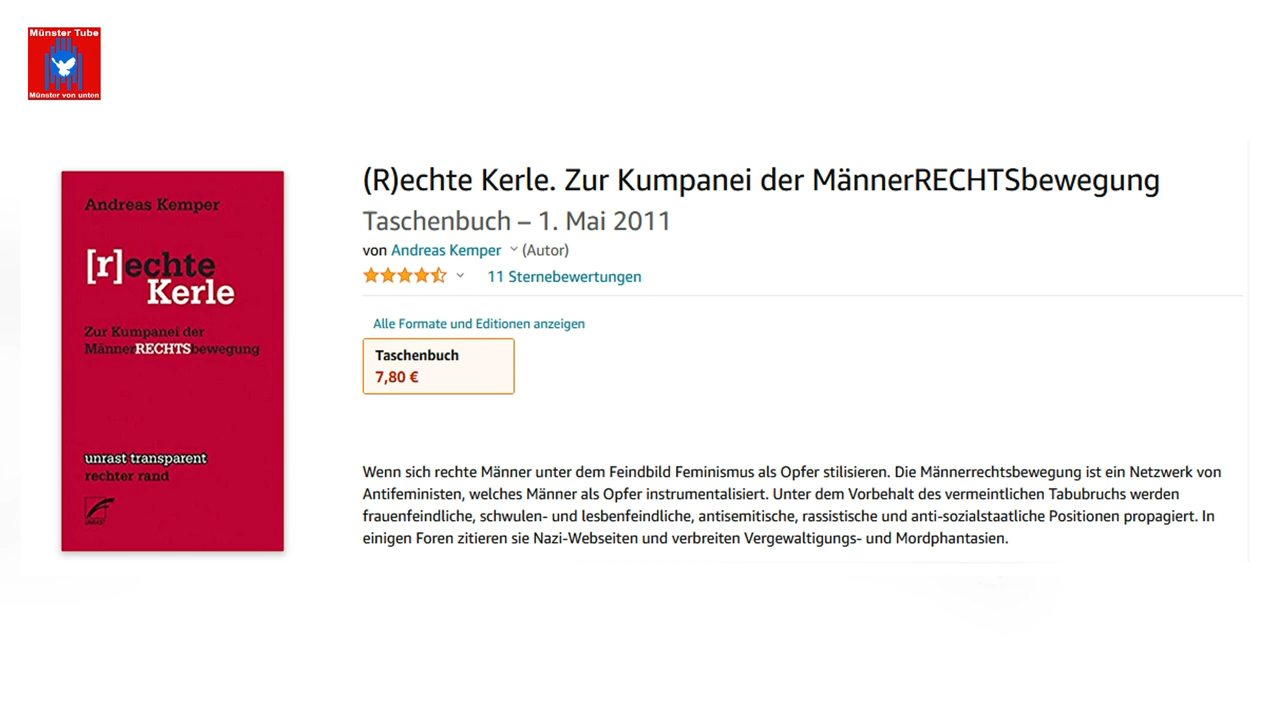 Münster Tube
Münster von unten
Andreas Kemper
[r]echte
Kerle
Zur Kumpanei der
MännerRECHTSbewegung
unrast transparent
rechter rand
(R)echte Kerle. Zur Kumpanei der MännerRECHTSbewegung
Taschenbuch – 1. Mai 2011
von Andreas Kemper (Autor)
11 Sternebewertungen
Alle Formate und Editionen anzeigen
Taschenbuch
7,80 €
Wenn sich rechte Männer unter dem Feindbild Feminismus als Opfer stilisieren. Die Männerrechtsbewegung ist ein Netzwerk von
Antifeministen, welches Männer als Opfer instrumentalisiert. Unter dem Vorbehalt des vermeintlichen Tabubruchs werden
frauenfeindliche, schwulen- und lesbenfeindliche, antisemitische, rassistische und anti-sozialstaatliche Positionen propagiert. In
einigen Foren zitieren sie Nazi-Webseiten und verbreiten Vergewaltigungs- und Mordphantasien.